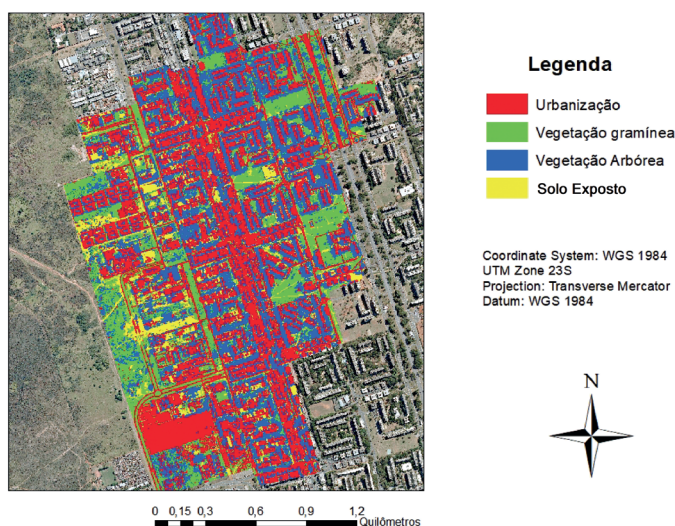 Legenda
Urbanização
Vegetação gramínea
Vegetação Arbórea
Solo Exposto
Coordinate System: WGS 1984
UTM Zone 23S
Projection: Transverse Mercator
Datum: WGS 1984
N
0 0,15 0,3 0,6 0,9 1,2
Quilômetros